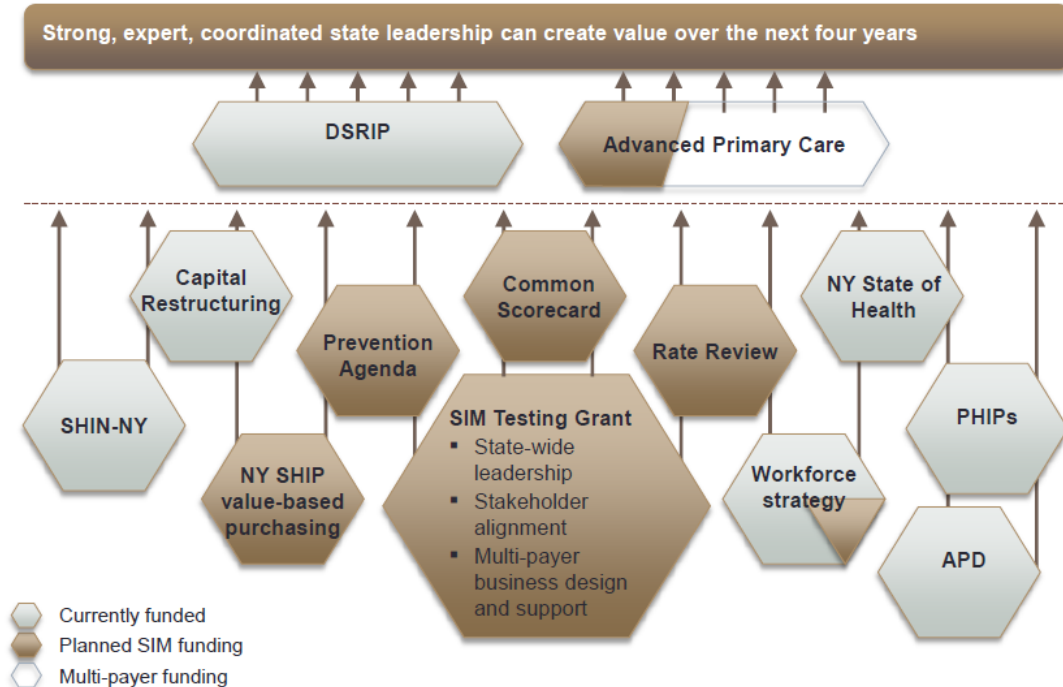 Strong, expert, coordinated state leadership can create value over the next four years
DSRIP
Advanced Primary Care
Capital
Restructuring
Common
Scorecard
NY State of
Health
Prevention
Agenda
Rate Review
SHIN-NY
PHIPs
SIM Testing Grant
▪ State-wide
leadership
▪ Stakeholder
alignment
▪ Multi-payer
business design
and support
NY SHIP
value-based
purchasing
Workforce
strategy
APD
Currently funded
Planned SIM funding
Multi-payer funding